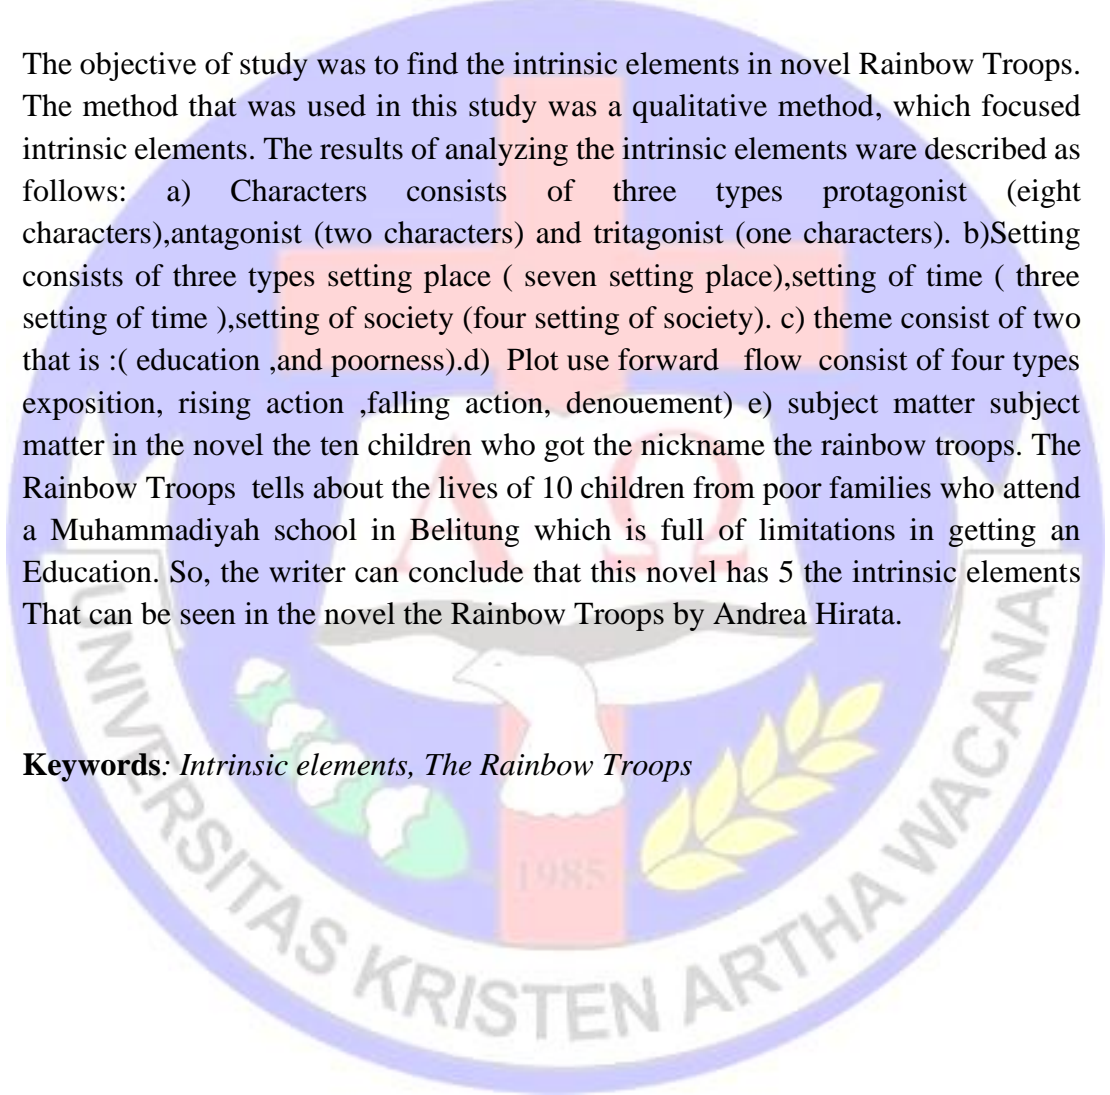 The objective of study was to find the intrinsic elements in novel Rainbow Troops.
The method that was used in this study was a qualitative method, which focused
intrinsic elements. The results of analyzing the intrinsic elements ware described as
follows: a) Characters consists of three types protagonist (eight
characters),antagonist (two characters) and tritagonist (one characters). b)Setting
consists of three types setting place ( seven setting place),setting of time ( three
setting of time ),setting of society (four setting of society). c) theme consist of two
that is :( education ,and poorness).d) Plot use forward flow consist of four types
exposition, rising action ,falling action, denouement) e) subject matter subject
matter in the novel the ten children who got the nickname the rainbow troops. The
Rainbow Troops tells about the lives of 10 children from poor families who attend
a Muhammadiyah school in Belitung which is full of limitations in getting an
Education. So, the writer can conclude that this novel has 5 the intrinsic elements
That can be seen in the novel the Rainbow Troops by Andrea Hirata.
Keywords: Intrinsic elements, The Rainbow Troops
Α Ω
1985
UNIVERSITAS KRISTEN ARTHA WACANA